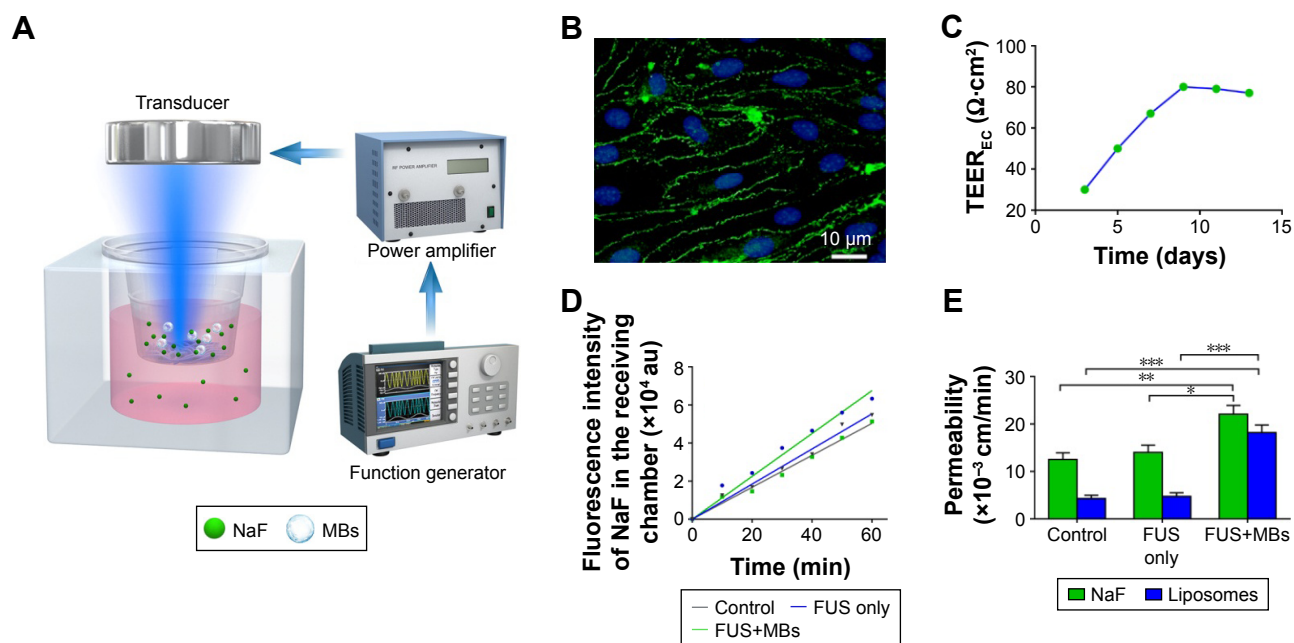 A
Transducer
RF POWER AMPLIFIER
Power amplifier
Function generator
NaF
MBs
B
10 µm
C
TEER_EC (Ω·cm²)
100
80
60
40
20
0
5
10
15
Time (days)
D
Fluorescence intensity
of NaF in the receiving
chamber (×10⁴ au)
8
6
4
2
0
0
20
40
60
Time (min)
Control
FUS only
FUS+MBs
E
Permeability
(×10⁻³ cm/min)
30
20
10
0
***
***
**
*
Control
FUS
only
FUS+MBs
NaF
Liposomes